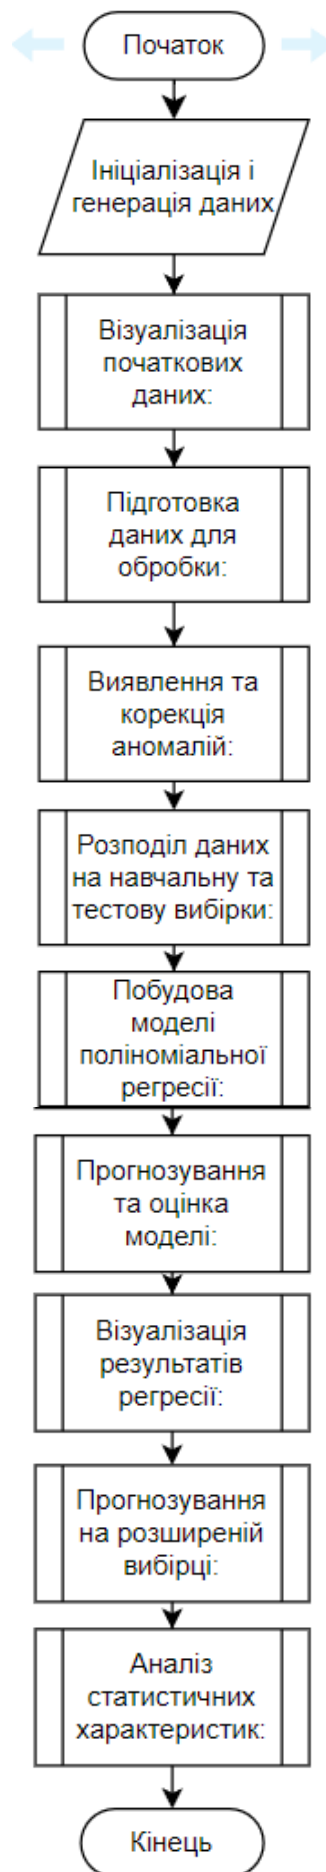 Початок
Ініціалізація і
генерація даних
Візуалізація
початкових
даних:
Підготовка
даних для
обробки:
Виявлення та
корекція
аномалій:
Розподіл даних
на навчальну та
тестову вибірки:
Побудова
моделі
поліноміальної
регресії:
Прогнозування
та оцінка
моделі:
Візуалізація
результатів
регресії:
Прогнозування
на розширеній
вибірці:
Аналіз
статистичних
характеристик:
Кінець